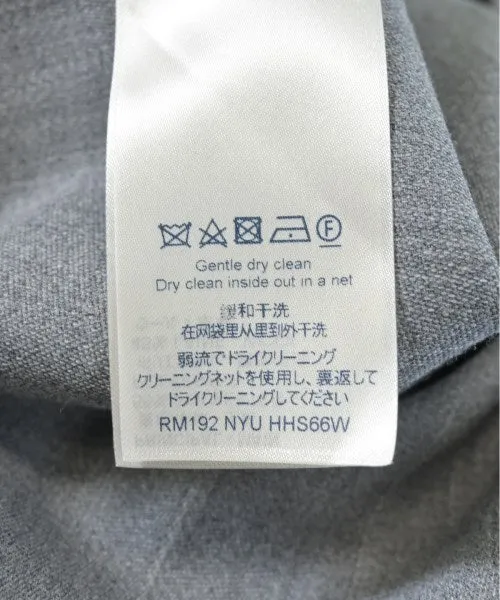 Gentle dry clean
Dry clean inside out in a net
缓和干洗
在网袋里从里到外干洗
弱流でドライクリーニング
クリーニングネットを使用し、裏返して
ドライクリーニングしてください
RM192 NYU HHS66W